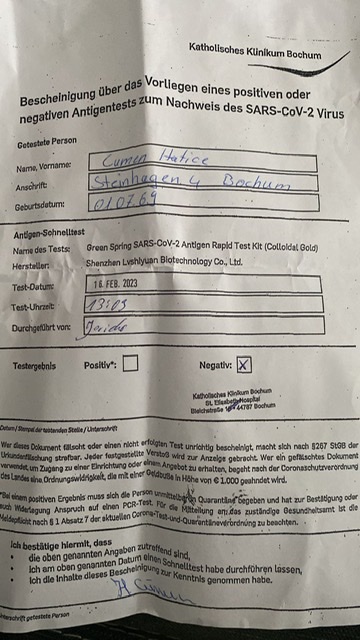 Katholisches Klinikum Bochum
Bescheinigung über das Vorliegen eines positiven oder
negativen Antigentests zum Nachweis des SARS-CoV-2 Virus
Getestete Person
Name, Vorname: Cumen Hatice
Anschrift: Steinhagen 4 Bochum
Geburtsdatum: 010769
Antigen-Schnelltest
Name des Tests: Green Spring SARS-CoV-2 Antigen Rapid Test Kit (Colloidal Gold)
Hersteller: Shenzhen Lvshiyuan Biotechnology Co., Ltd.
Test-Datum: 16 FEB. 2023
Test-Uhrzeit: 13:03
Durchgeführt von:
Testergebnis Positiv*: Negativ: X
Katholisches Klinikum Bochum
St. Elisabeth-Hospital
Bleichstraße 44787 Bochum
Datum / Stempel der testenden Stelle / Unterschrift
Wer dieses Dokument fälscht oder einen nicht erfolgten Test unrichtig bescheinigt, macht sich nach §267 StGB der
Urkundenfälschung strafbar. Jeder festgestellte Verstoß wird zur Anzeige gebracht. Wer ein gefälschtes Dokument
verwendet, um Zugang zu einer Einrichtung oder einem Angebot zu erhalten, begeht nach der Coronaschutzverordnung
des Landes eine Ordnungswidrigkeit, die mit einer Geldbuße in Höhe von € 1.000 geahndet wird.
*Bei einem positiven Ergebnis muss sich die Person unmittelbar in Quarantäne begeben und hat zur Bestätigung oder
auch Widerlegung Anspruch auf einen PCR-Test. Für die Mitteilung an das zuständige Gesundheitsamt ist die
Meldepflicht nach § 1 Absatz 7 der aktuellen Corona-Test-und-Quarantäneverordnung zu beachten.
Ich bestätige hiermit, dass
• die oben genannten Angaben zutreffend sind,
• Ich am oben genannten Datum einen Schnelltest habe durchführen lassen,
• Ich die Inhalte dieses Bescheinigung zur Kenntnis genommen habe.
Unterschrift getestete Person